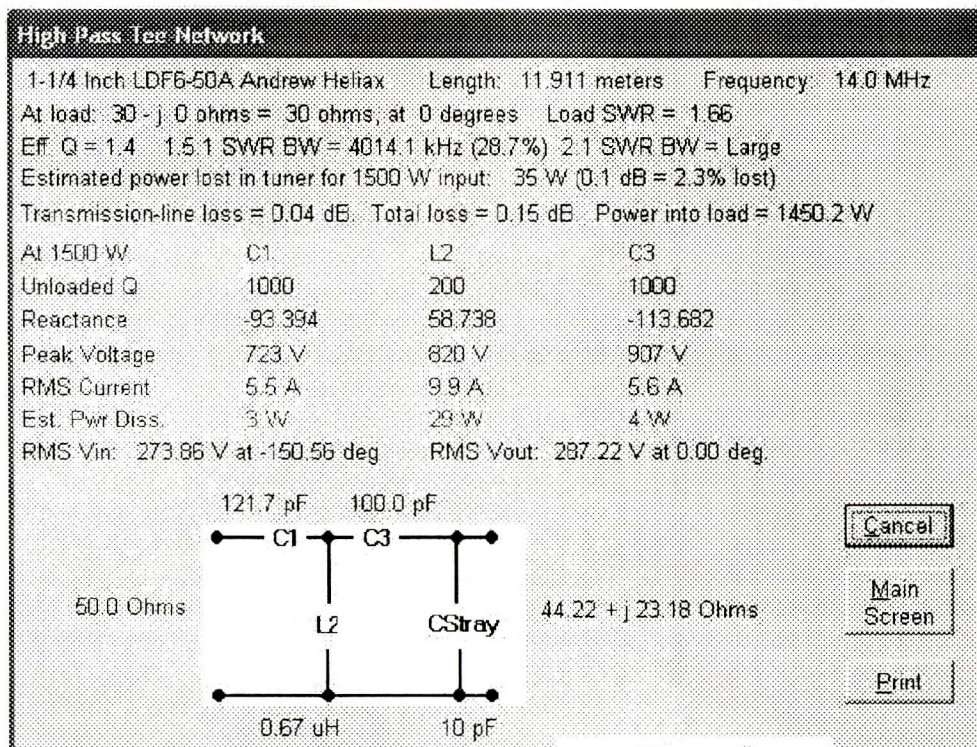 High Pass Tee Network
1-1/4 Inch LDF6-50A Andrew Heliax Length: 11.911 meters Frequency: 14.0 MHz
At load: 30 - j 0 ohms = 30 ohms, at 0 degrees Load SWR = 1.66
Eff. Q = 1.4 1.5:1 SWR BW = 4014.1 kHz (28.7%) 2:1 SWR BW = Large
Estimated power lost in tuner for 1500 W input: 35 W (0.1 dB = 2.3% lost)
Transmission-line loss = 0.04 dB. Total loss = 0.15 dB. Power into load = 1450.2 W
At 1500 W. C1 L2 C3
Unloaded Q 1000 200 1000
Reactance -93.394 58.738 -113.682
Peak Voltage 723 V 820 V 907 V
RMS Current 5.5 A 9.9 A 5.6 A
Est. Pwr Diss. 3 W 29 W 4 W
RMS Vin: 273.86 V at -150.56 deg RMS Vout: 287.22 V at 0.00 deg.
121.7 pF 100.0 pF
C1 C3
Cancel
50.0 Ohms L2 CStray 44.22 + j 23.18 Ohms
Main
Screen
Print
0.67 uH 10 pF